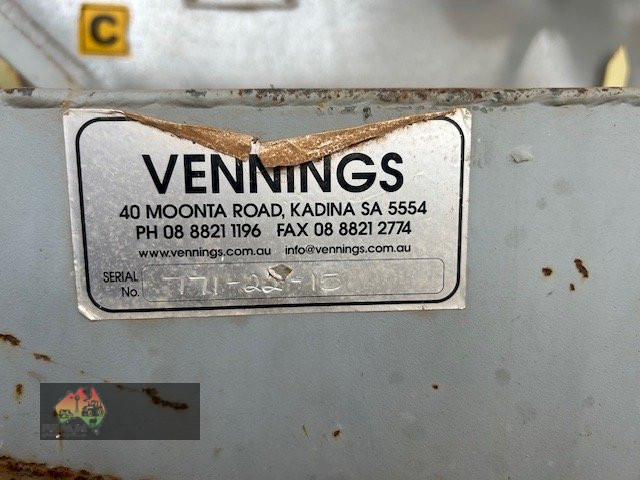 C
VENNINGS
40 MOONTA ROAD, KADINA SA 5554
PH 08 8821 1196 FAX 08 8821 2774
www.vennings.com.au info@vennings.com.au
SERIAL
No.